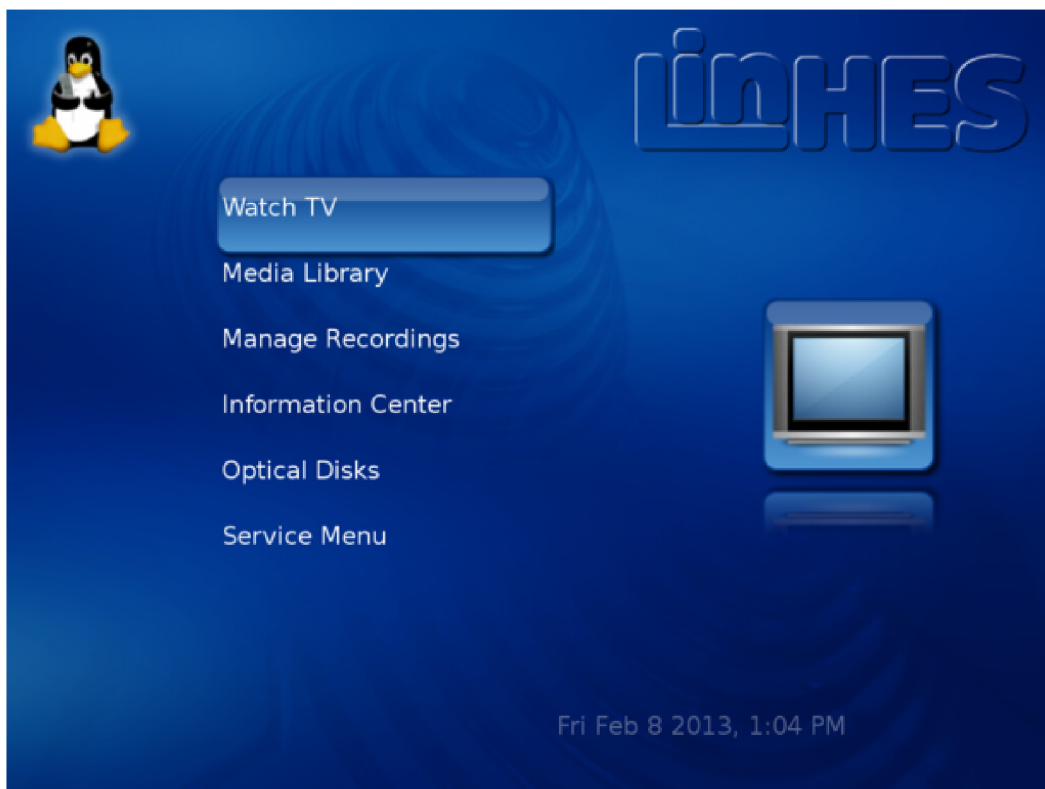 LinHES
Watch TV
Media Library
Manage Recordings
Information Center
Optical Disks
Service Menu
Fri Feb 8 2013, 1:04 PM